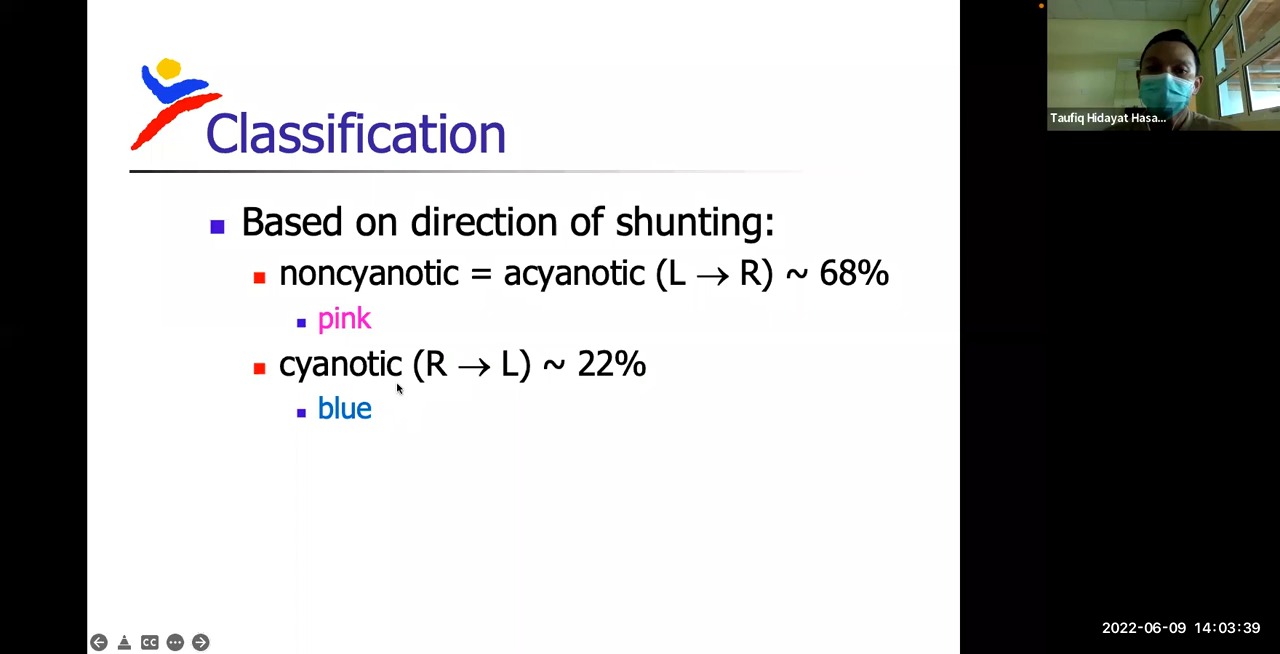 Classification
Based on direction of shunting:
noncyanotic = acyanotic (L → R) ~ 68%
pink
cyanotic (R → L) ~ 22%
blue
Taufiq Hidayat Hasa...
CC
2022-06-09 14:03:39